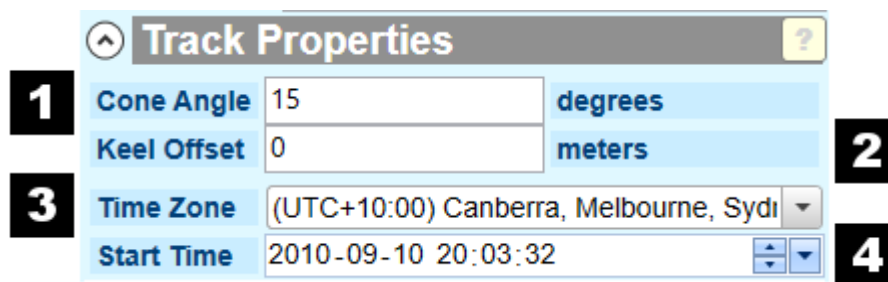 Track Properties ?
1 Cone Angle 15 degrees
Keel Offset 0 meters 2
3 Time Zone (UTC+10:00) Canberra, Melbourne,
Start Time 2010-09-10 20:03:32 4